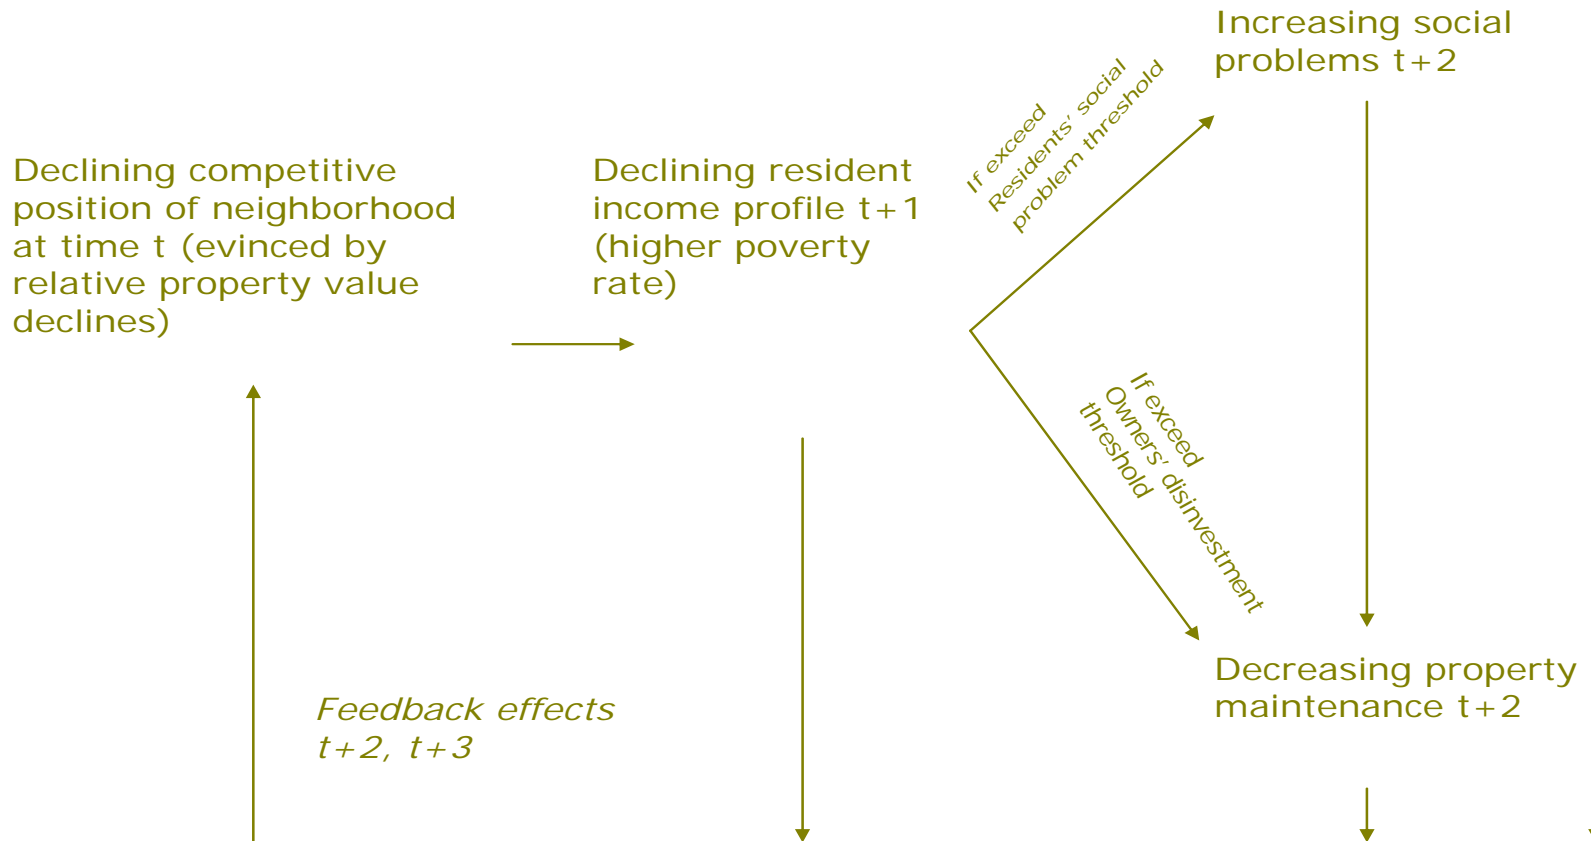 Increasing social
problems t+2
Declining competitive
position of neighborhood
at time t (evinced by
relative property value
declines)
Declining resident
income profile t+1
(higher poverty
rate)
If exceed
Residents' social
problem threshold
If exceed
Owners' disinvestment
threshold
Decreasing property
maintenance t+2
Feedback effects
t+2, t+3